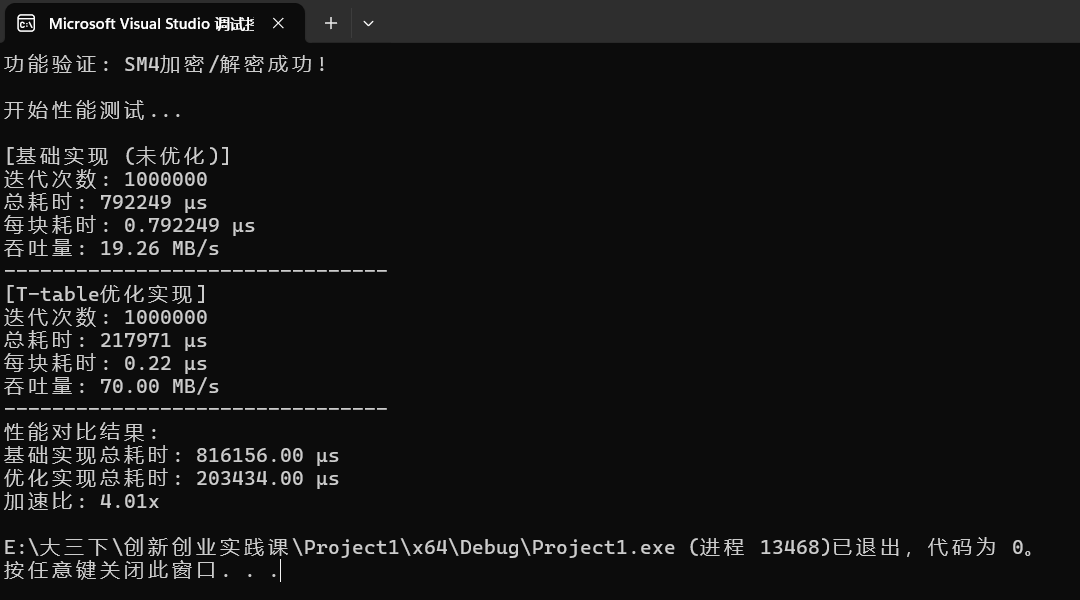 Microsoft Visual Studio 调试
功能验证: SM4加密/解密成功!
开始性能测试...
[基础实现 (未优化)]
迭代次数: 1000000
总耗时: 792249 μs
每块耗时: 0.792249 μs
吞吐量: 19.26 MB/s
--------------------------------
[T-table优化实现]
迭代次数: 1000000
总耗时: 217971 μs
每块耗时: 0.22 μs
吞吐量: 70.00 MB/s
--------------------------------
性能对比结果:
基础实现总耗时: 816156.00 μs
优化实现总耗时: 203434.00 μs
加速比: 4.01x
E:\大三下\创新创业实践课\Project1\x64\Debug\Project1.exe (进程 13468)已退出，代码为 0。
按任意键关闭此窗口. . .